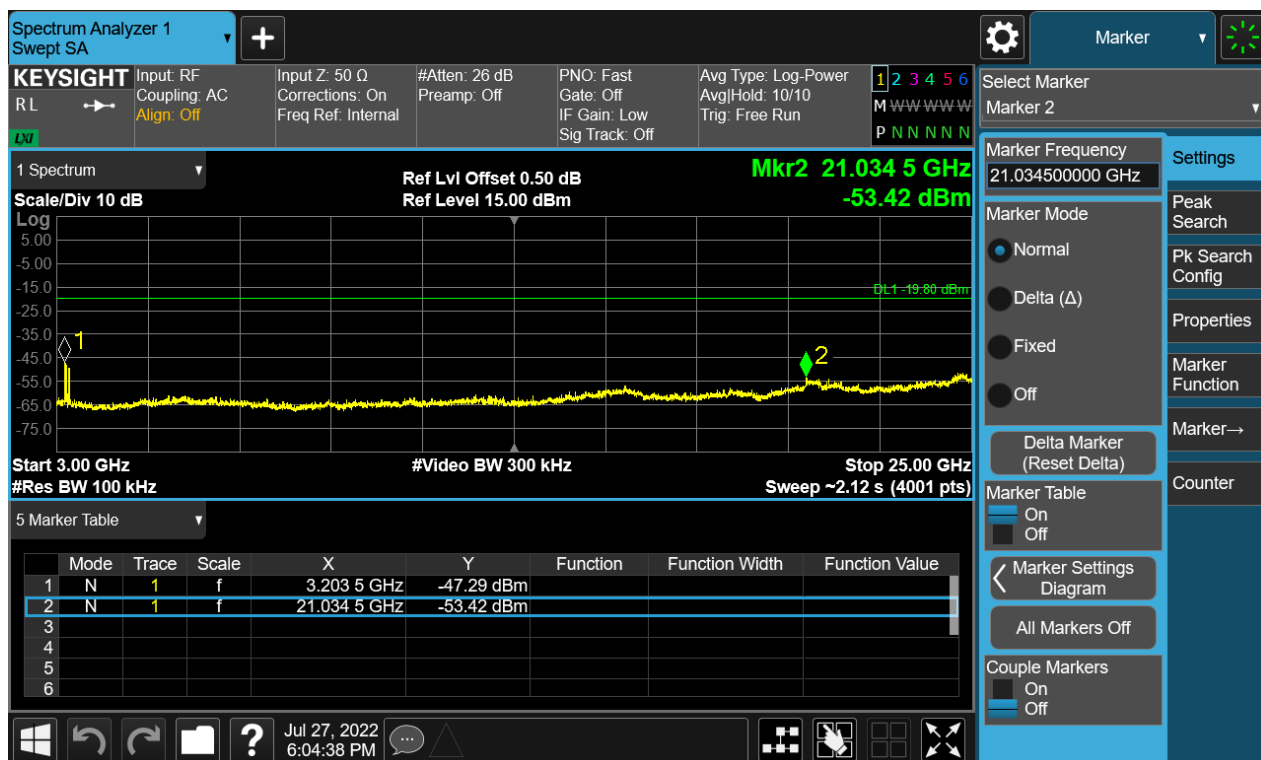 Spectrum Analyzer 1
Swept SA
+
Marker
KEYSIGHT
R L
LXI
Input: RF
Coupling: AC
Align: Off
Input Z: 50 Ω
Corrections: On
Freq Ref: Internal
#Atten: 26 dB
Preamp: Off
PNO: Fast
Gate: Off
IF Gain: Low
Sig Track: Off
Avg Type: Log-Power
Avg|Hold: 10/10
Trig: Free Run
1 2 3 4 5 6
M W W W W W
P N N N N N
Select Marker
Marker 2
1 Spectrum
Scale/Div 10 dB
Ref Lvl Offset 0.50 dB
Ref Level 15.00 dBm
Mkr2 21.034 5 GHz
-53.42 dBm
Log
5.00
-5.00
-15.0
-25.0
-35.0
-45.0
-55.0
-65.0
-75.0
DL1 -19.80 dBm
1
2
Start 3.00 GHz
#Res BW 100 kHz
#Video BW 300 kHz
Stop 25.00 GHz
Sweep ~2.12 s (4001 pts)
5 Marker Table
Mode Trace Scale X Y Function Function Width Function Value
1 N 1 f 3.203 5 GHz -47.29 dBm
2 N 1 f 21.034 5 GHz -53.42 dBm
3
4
5
6
Marker Frequency
21.034500000 GHz
Marker Mode
Normal
Delta (Δ)
Fixed
Off
Delta Marker
(Reset Delta)
Marker Table
On
Off
Marker Settings
Diagram
All Markers Off
Couple Markers
On
Off
Settings
Peak
Search
Pk Search
Config
Properties
Marker
Function
Marker→
Counter
?
Jul 27, 2022
6:04:38 PM